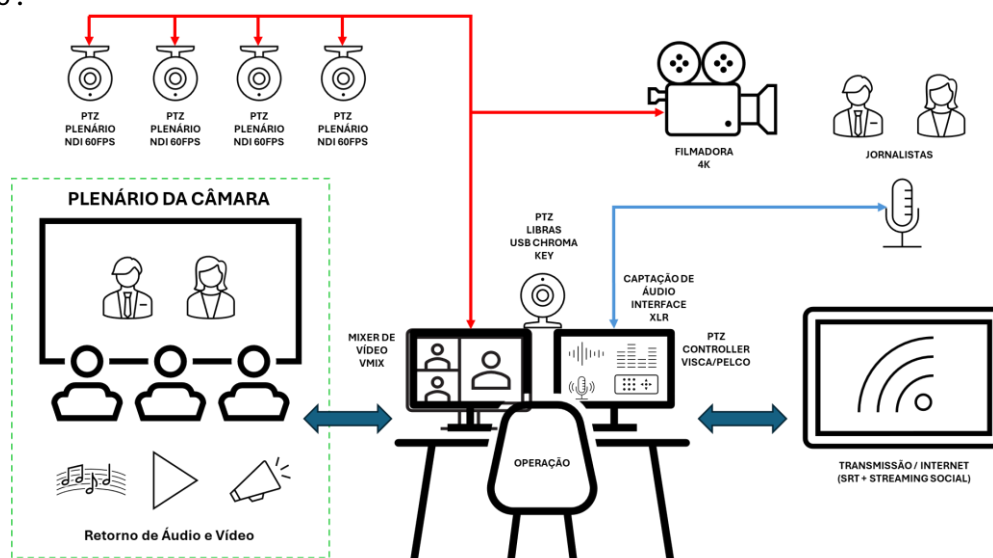 PTZ
PLENÁRIO
NDI 60FPS
PTZ
PLENÁRIO
NDI 60FPS
PTZ
PLENÁRIO
NDI 60FPS
PTZ
PLENÁRIO
NDI 60FPS
FILMADORA
4K
JORNALISTAS
PLENÁRIO DA CÂMARA
PTZ
LIBRAS
USB CHROMA
KEY
CAPTAÇÃO DE
ÁUDIO
INTERFACE
XLR
MIXER DE
VÍDEO
VMIX
PTZ
CONTROLLER
VISCA/PELCO
OPERAÇÃO
TRANSMISSÃO / INTERNET
(SRT + STREAMING SOCIAL)
Retorno de Áudio e Vídeo